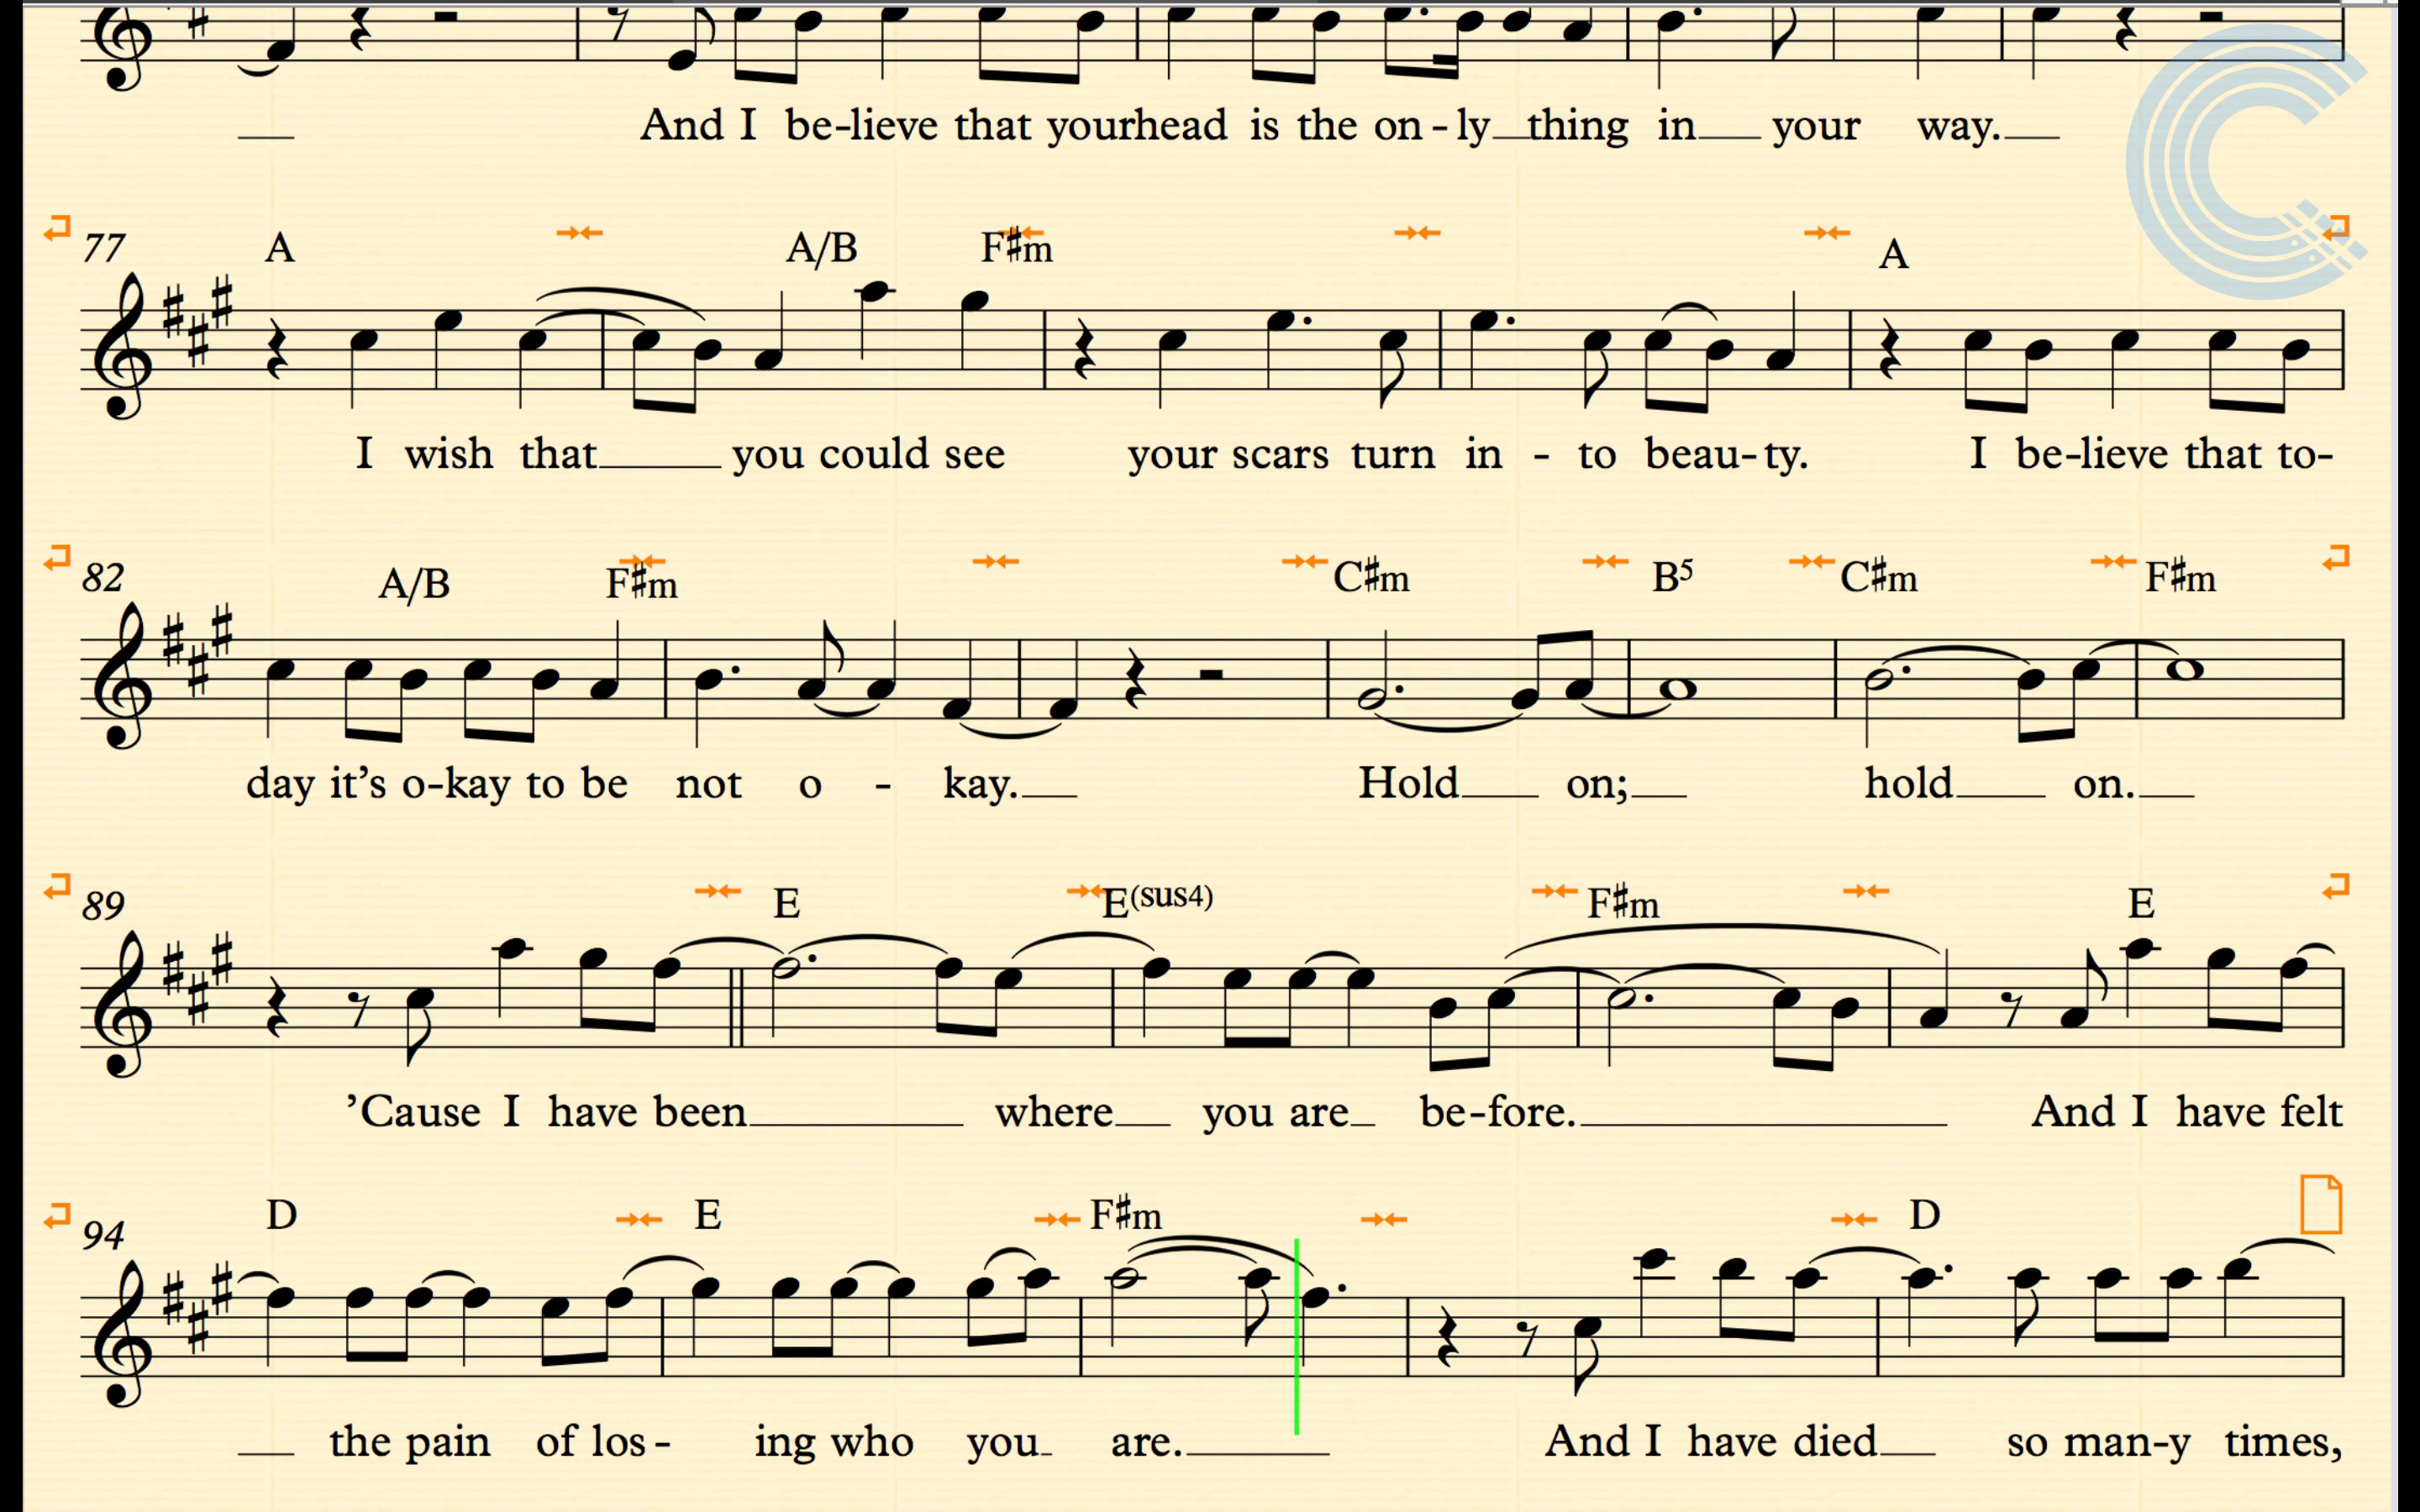 And I be-lieve that yourhead is the on-ly thing in your way.
77 A A/B F♯m A
I wish that you could see your scars turn in - to beau-ty. I be-lieve that to-
82 A/B F♯m C♯m B5 C♯m F♯m
day it's o-kay to be not o - kay. Hold on; hold on.
89 E E(sus4) F♯m E
'Cause I have been where you are be-fore. And I have felt
94 D E F♯m D
the pain of los- ing who you are. And I have died so man-y times,